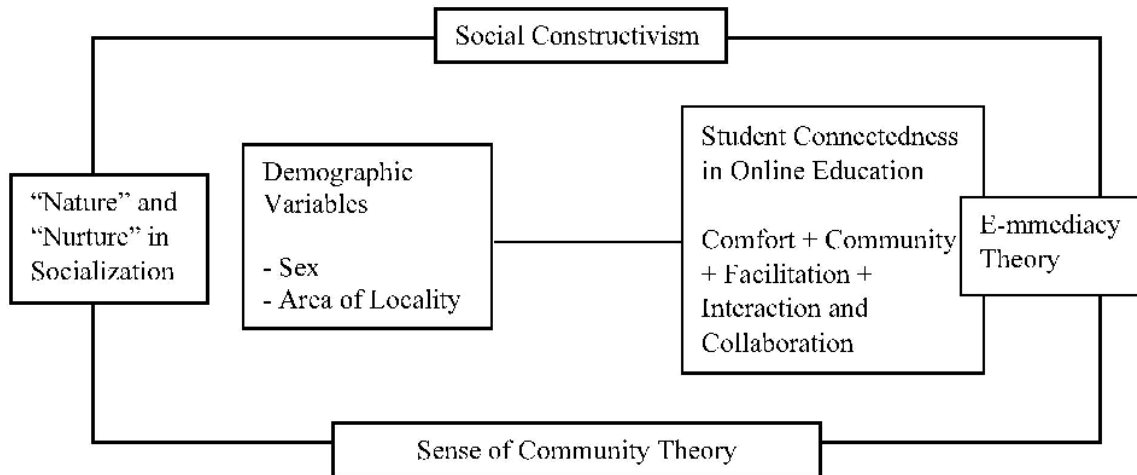 Social Constructivism
“Nature” and
“Nurture” in
Socialization
Demographic
Variables
- Sex
- Area of Locality
Student Connectedness
in Online Education
Comfort + Community
+ Facilitation +
Interaction and
Collaboration
E-mmediacy
Theory
Sense of Community Theory